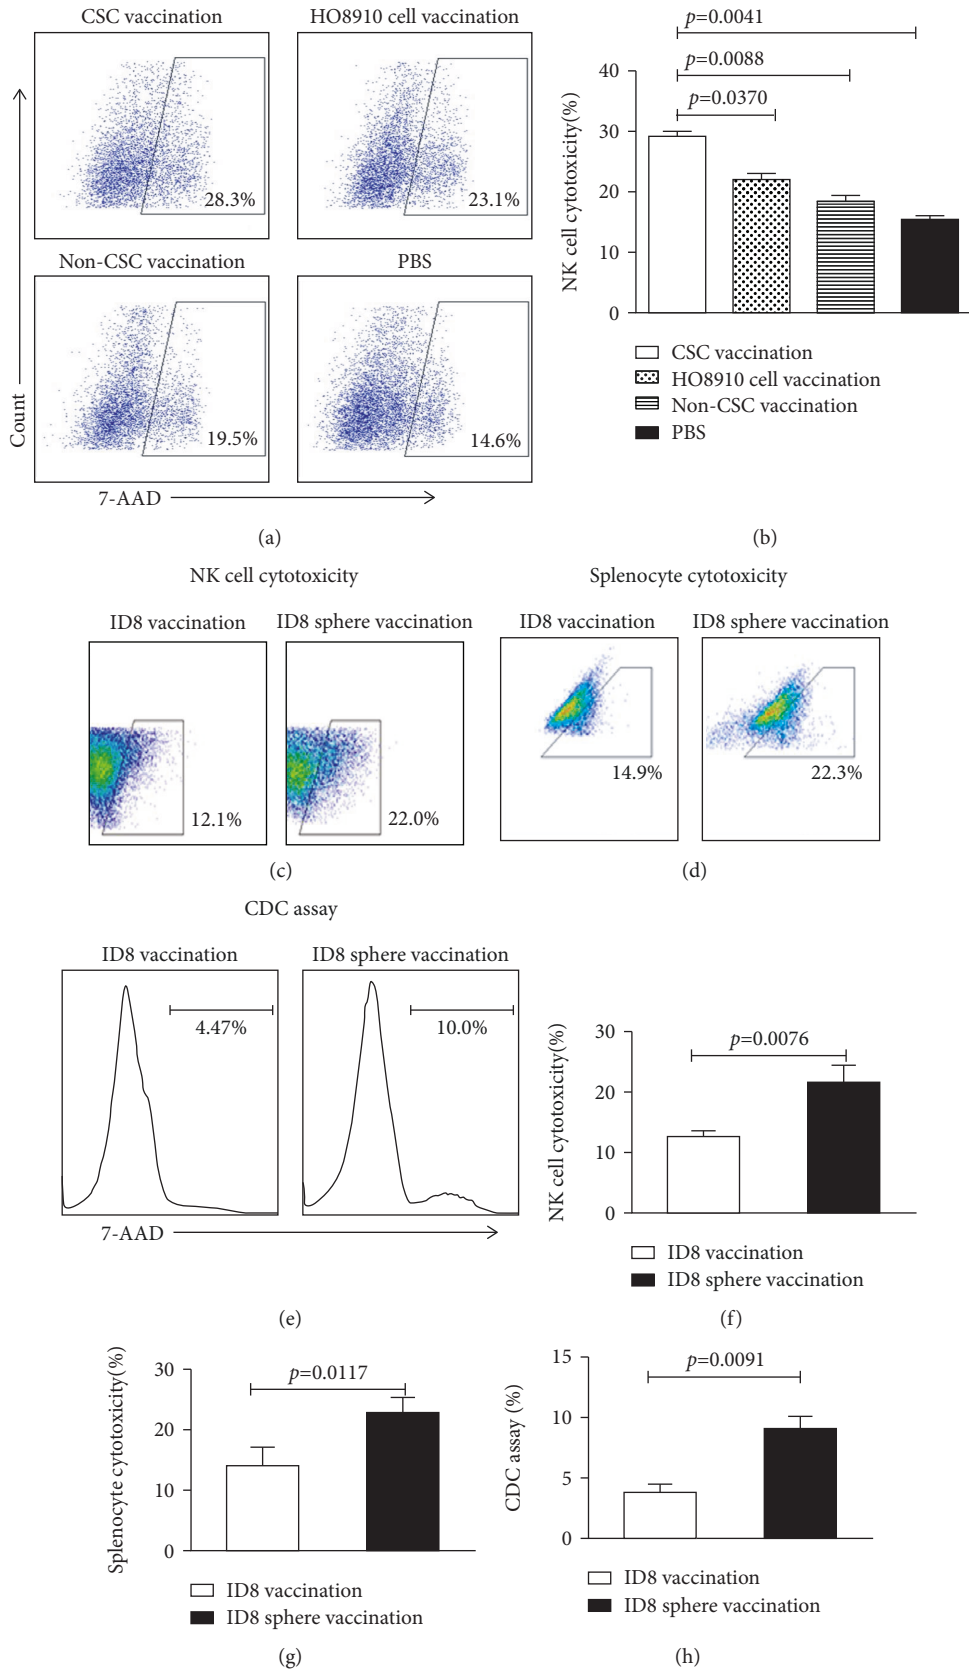 CSC vaccination
HO8910 cell vaccination
28.3%
23.1%
Non-CSC vaccination
PBS
19.5%
14.6%
Count
7-AAD
(a)
p=0.0041
p=0.0088
p=0.0370
NK cell cytotoxicity(%)
40
30
20
10
0
CSC vaccination
HO8910 cell vaccination
Non-CSC vaccination
PBS
(b)
NK cell cytotoxicity
ID8 vaccination
ID8 sphere vaccination
12.1%
22.0%
(c)
Splenocyte cytotoxicity
ID8 vaccination
ID8 sphere vaccination
14.9%
22.3%
(d)
CDC assay
ID8 vaccination
ID8 sphere vaccination
4.47%
10.0%
7-AAD
(e)
NK cell cytotoxicity(%)
30
20
10
0
p=0.0076
ID8 vaccination
ID8 sphere vaccination
(f)
Splenocyte cytotoxicity(%)
30
20
10
0
p=0.0117
ID8 vaccination
ID8 sphere vaccination
(g)
CDC assay (%)
15
10
5
0
p=0.0091
ID8 vaccination
ID8 sphere vaccination
(h)